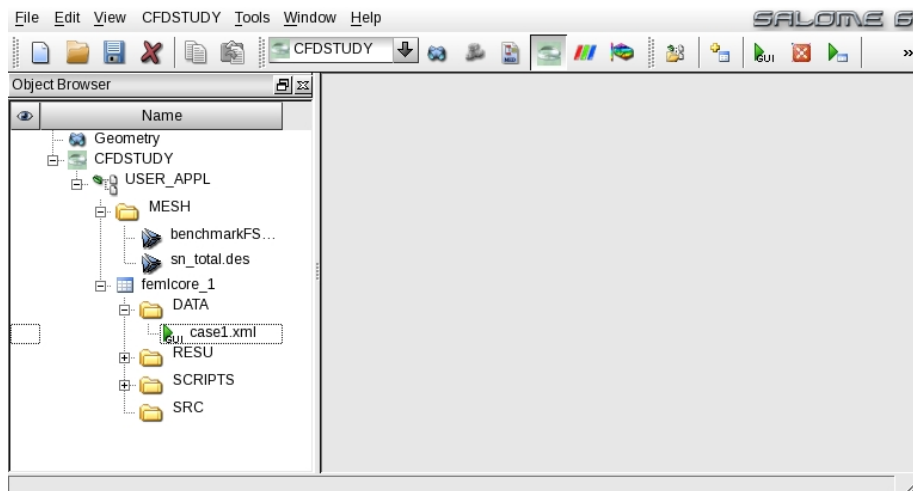 File Edit View CFDSTUDY Tools Window Help
SALOME 6
CFDSTUDY
GUI
»
Object Browser
Name
Geometry
CFDSTUDY
USER_APPL
MESH
benchmarkFS...
sn_total.des
femlcore_1
DATA
GUI case1.xml
RESU
SCRIPTS
SRC